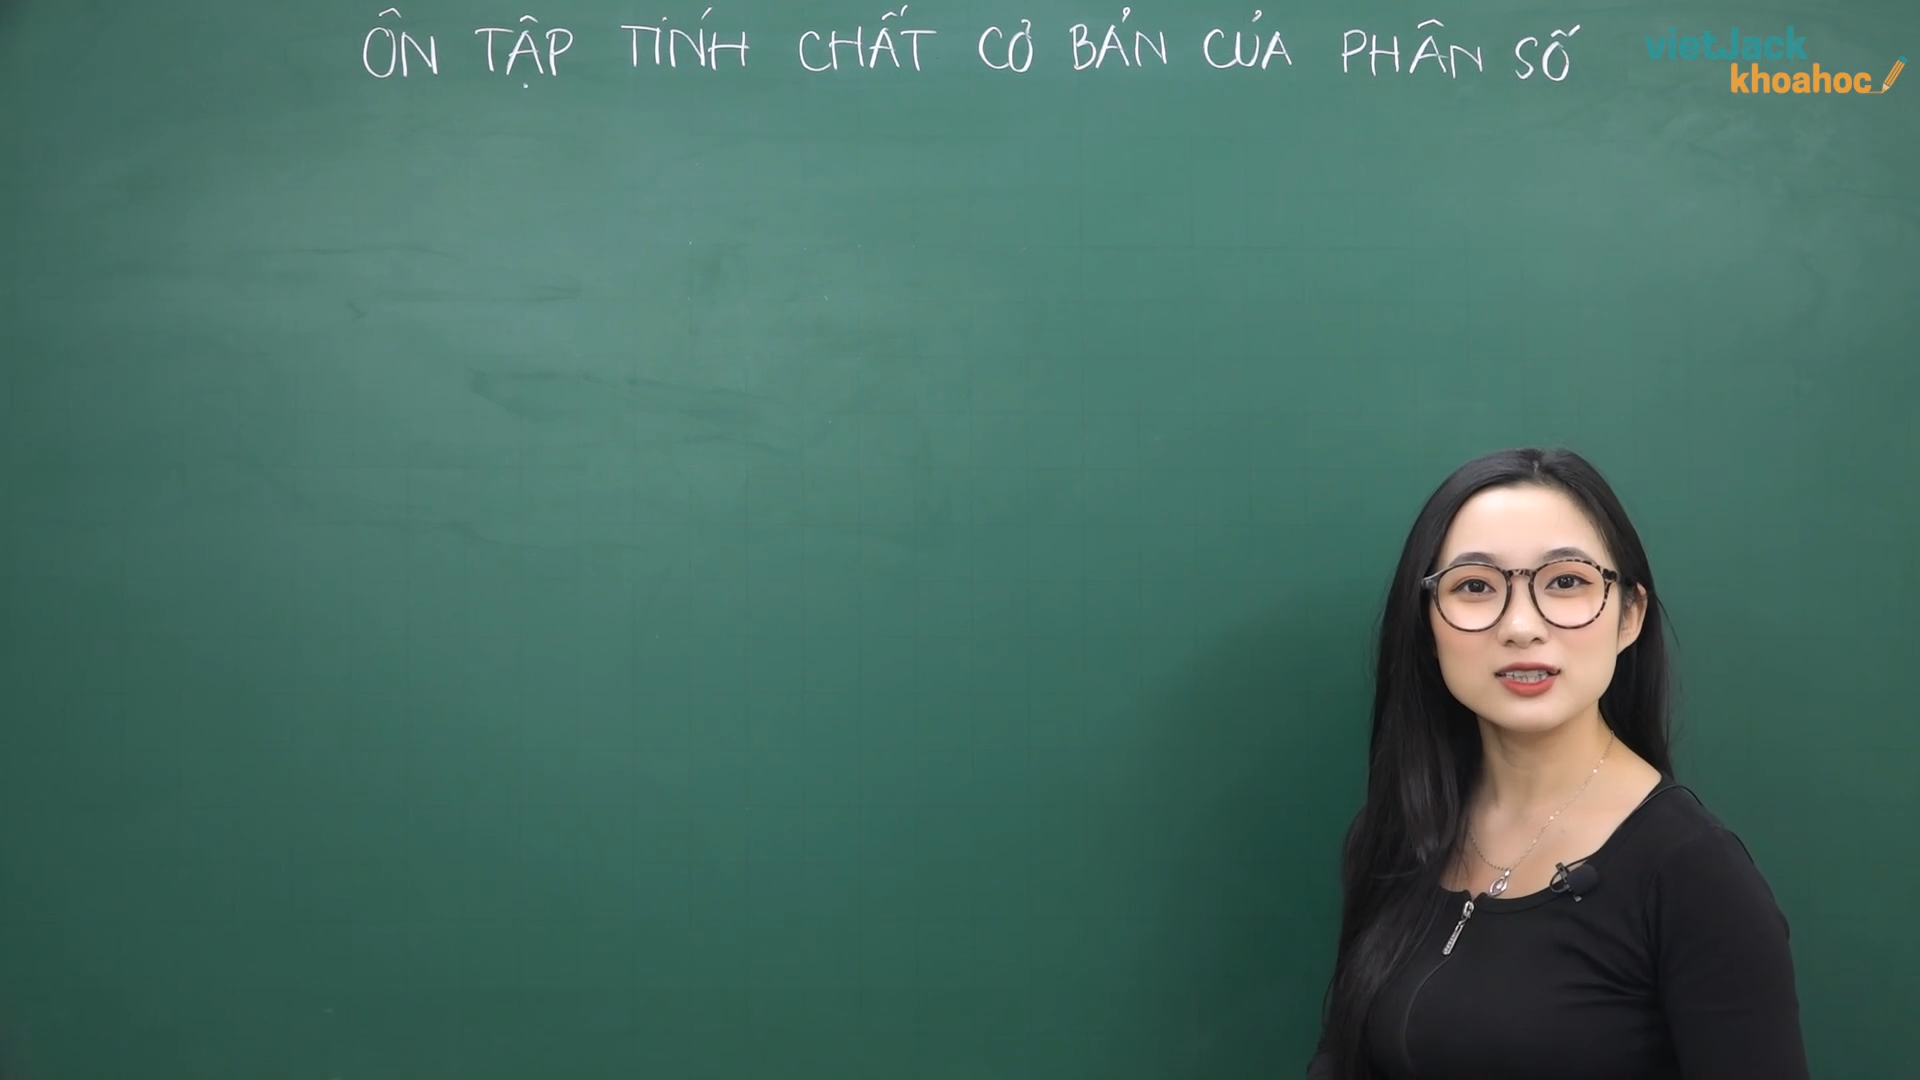 ÔN TẬP TÍNH CHẤT CƠ BẢN CỦA PHÂN SỐ
vietJack
khoahoc